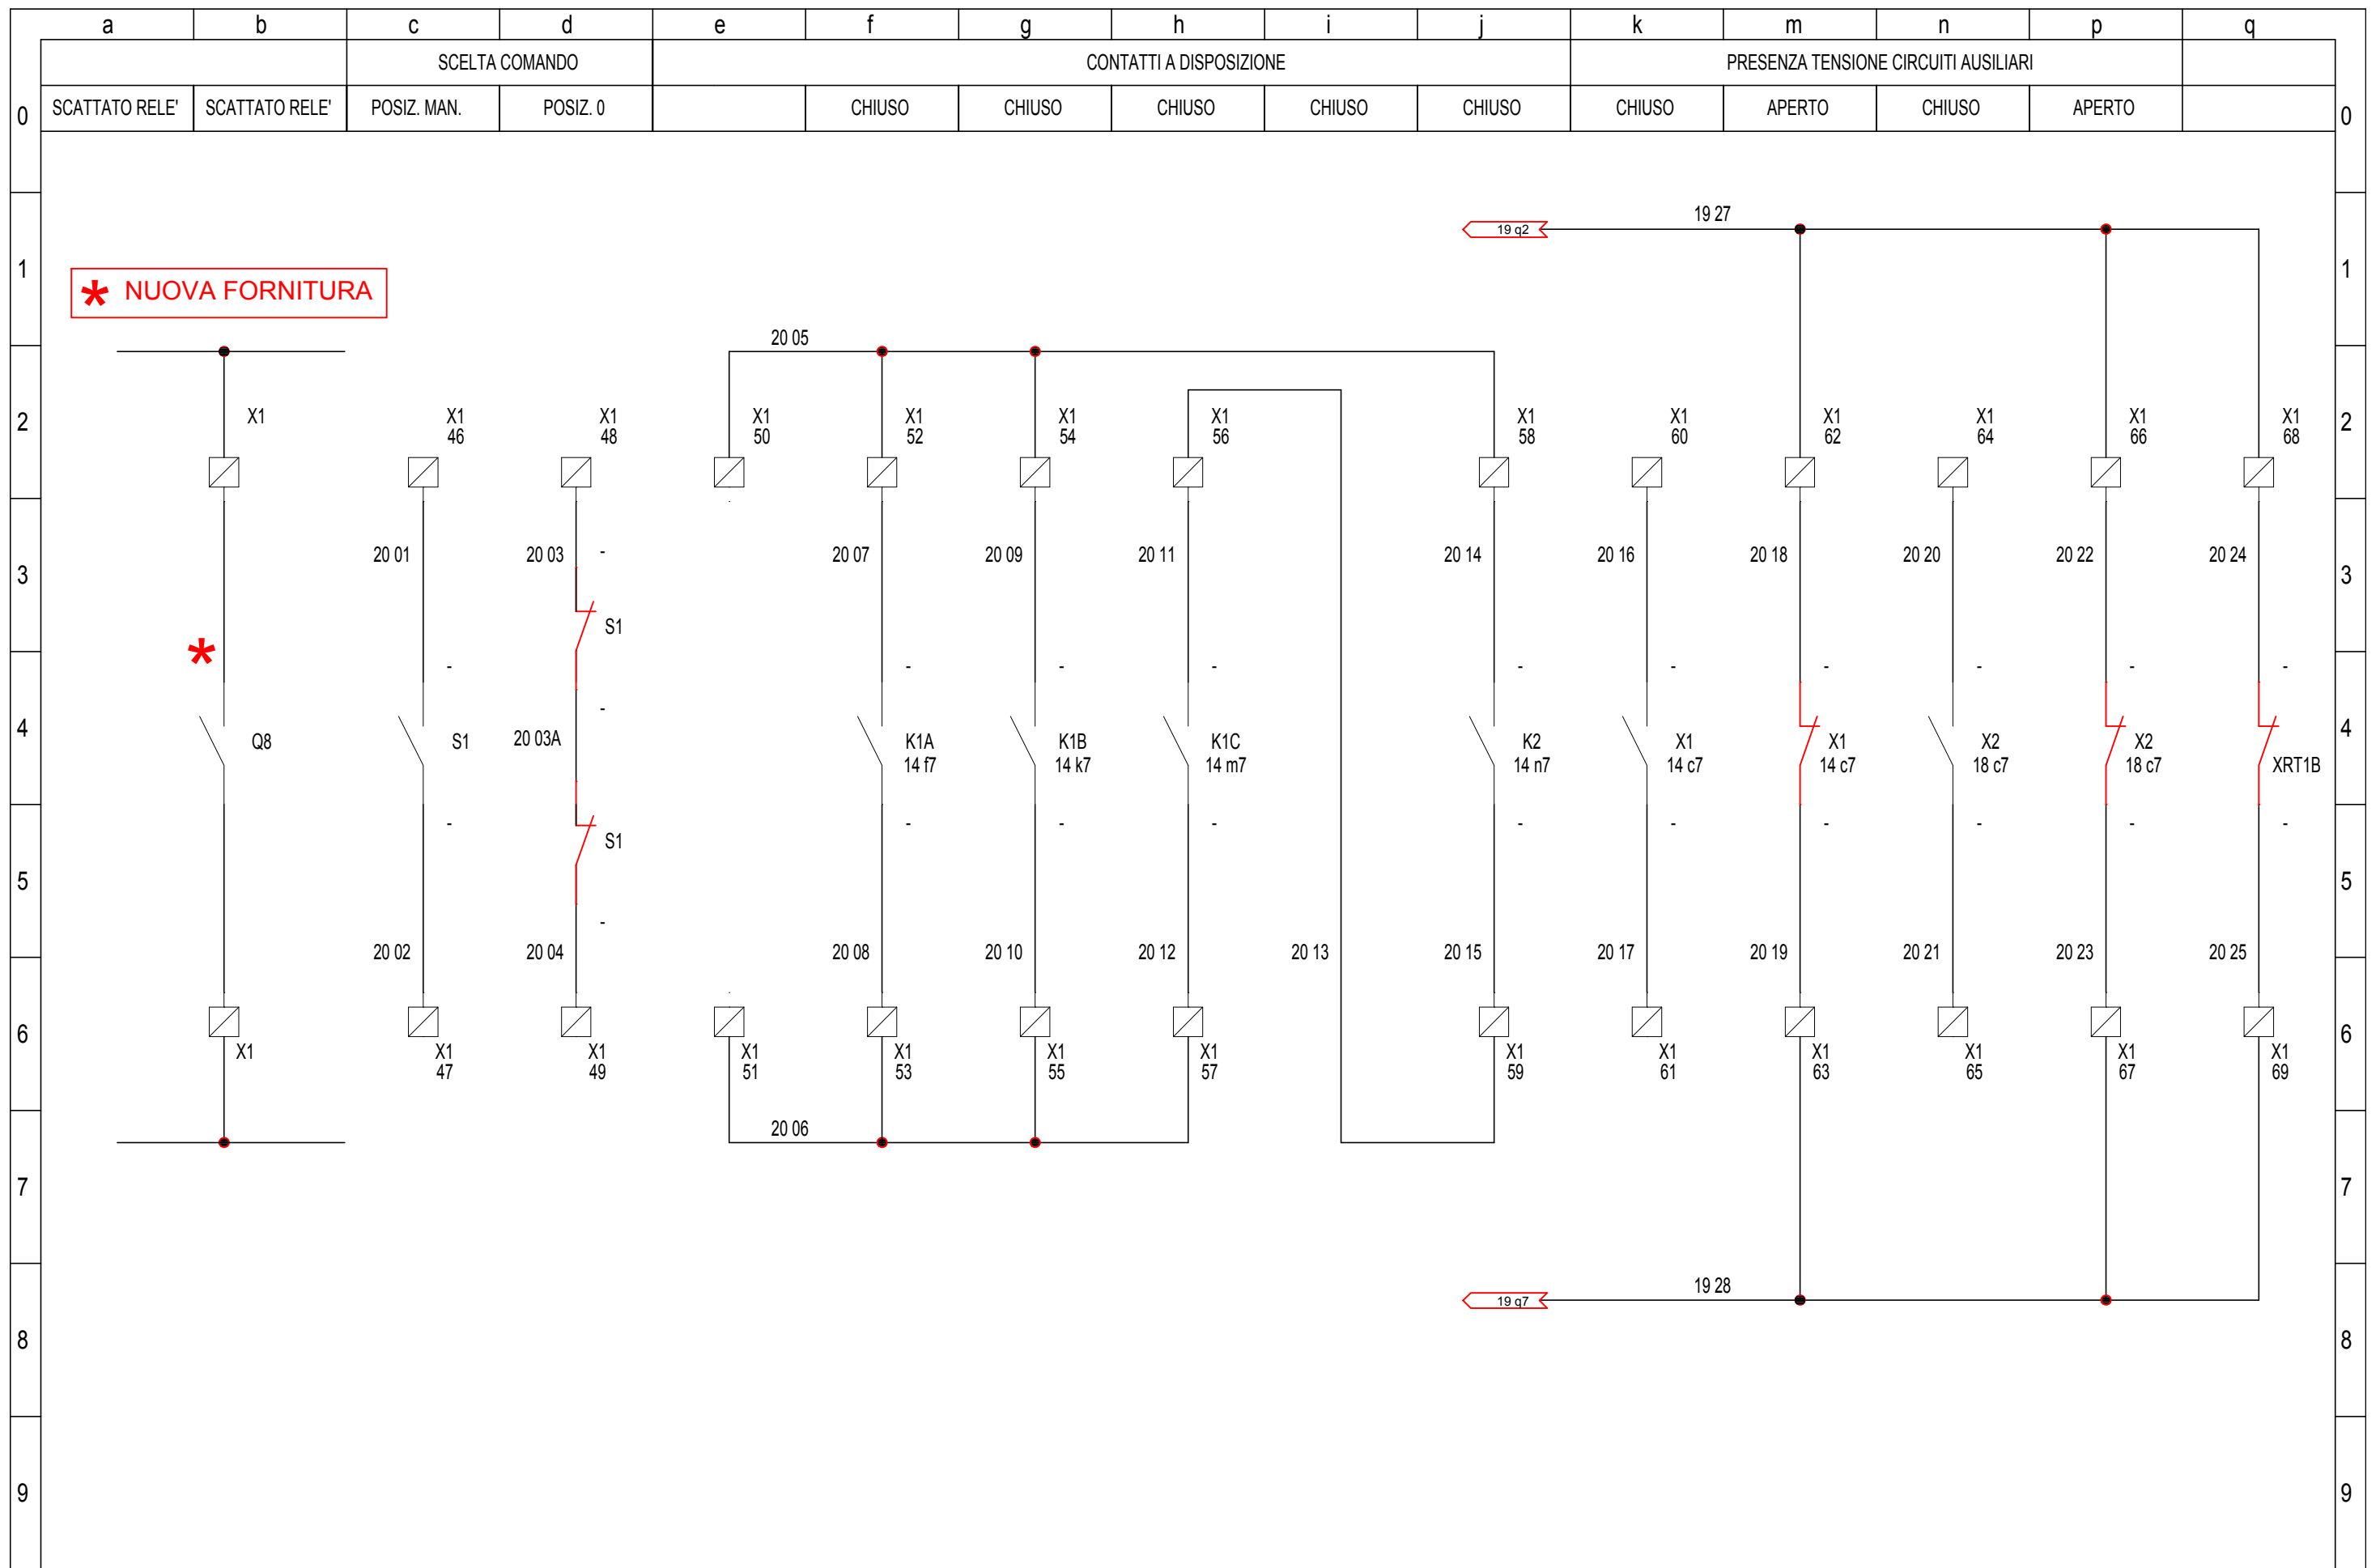 a b c d e f g h i j k m n p q
SCELTA COMANDO CONTATTI A DISPOSIZIONE PRESENZA TENSIONE CIRCUITI AUSILIARI
0 SCATTATO RELE' SCATTATO RELE' POSIZ. MAN. POSIZ. 0 CHIUSO CHIUSO CHIUSO CHIUSO CHIUSO CHIUSO APERTO CHIUSO APERTO 0
19 27
19 q2
1 1
* NUOVA FORNITURA
20 05
X1 X1 X1 X1 X1 X1 X1 X1 X1 X1 X1 X1 X1
2 46 48 50 52 54 56 58 60 62 64 66 68 2
20 01 20 03 - 20 07 20 09 20 11 20 14 20 16 20 18 20 20 20 22 20 24
3 3
S1
*
- - - - - - - - - -
-
4 4
Q8 S1 20 03A K1A K1B K1C K2 X1 X1 X2 X2
14 f7 14 k7 14 m7 14 n7 14 c7 14 c7 18 c7 18 c7 XRT1B
- - - - - - - - - -
S1
5 5
-
20 02 20 04 20 08 20 10 20 12 20 13 20 15 20 17 20 19 20 21 20 23 20 25
6 6
X1 X1 X1 X1 X1 X1 X1 X1 X1 X1 X1 X1 X1
47 49 51 53 55 57 59 61 63 65 67 69
20 06
7 7
19 28
19 q7
8 8
9 9